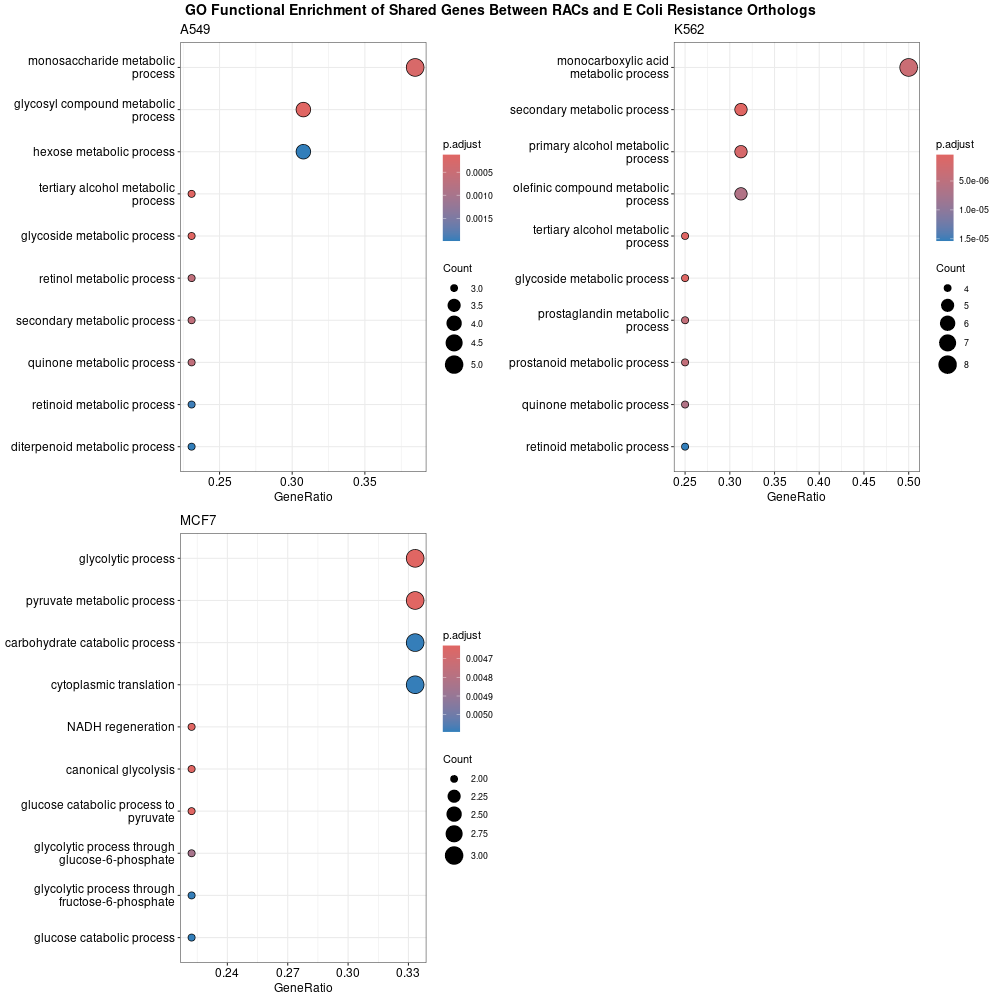 GO Functional Enrichment of Shared Genes Between RACs and E Coli Resistance Orthologs
A549
monosaccharide metabolic
process
glycosyl compound metabolic
process
hexose metabolic process
tertiary alcohol metabolic
process
glycoside metabolic process
retinol metabolic process
secondary metabolic process
quinone metabolic process
retinoid metabolic process
diterpenoid metabolic process
0.25 0.30 0.35
GeneRatio
p.adjust
0.0005
0.0010
0.0015
Count
3.0
3.5
4.0
4.5
5.0
K562
monocarboxylic acid
metabolic process
secondary metabolic process
primary alcohol metabolic
process
olefinic compound metabolic
process
tertiary alcohol metabolic
process
glycoside metabolic process
prostaglandin metabolic
process
prostanoid metabolic process
quinone metabolic process
retinoid metabolic process
0.25 0.30 0.35 0.40 0.45 0.50
GeneRatio
p.adjust
5.0e-06
1.0e-05
1.5e-05
Count
4
5
6
7
8
MCF7
glycolytic process
pyruvate metabolic process
carbohydrate catabolic process
cytoplasmic translation
NADH regeneration
canonical glycolysis
glucose catabolic process to
pyruvate
glycolytic process through
glucose-6-phosphate
glycolytic process through
fructose-6-phosphate
glucose catabolic process
0.24 0.27 0.30 0.33
GeneRatio
p.adjust
0.0047
0.0048
0.0049
0.0050
Count
2.00
2.25
2.50
2.75
3.00